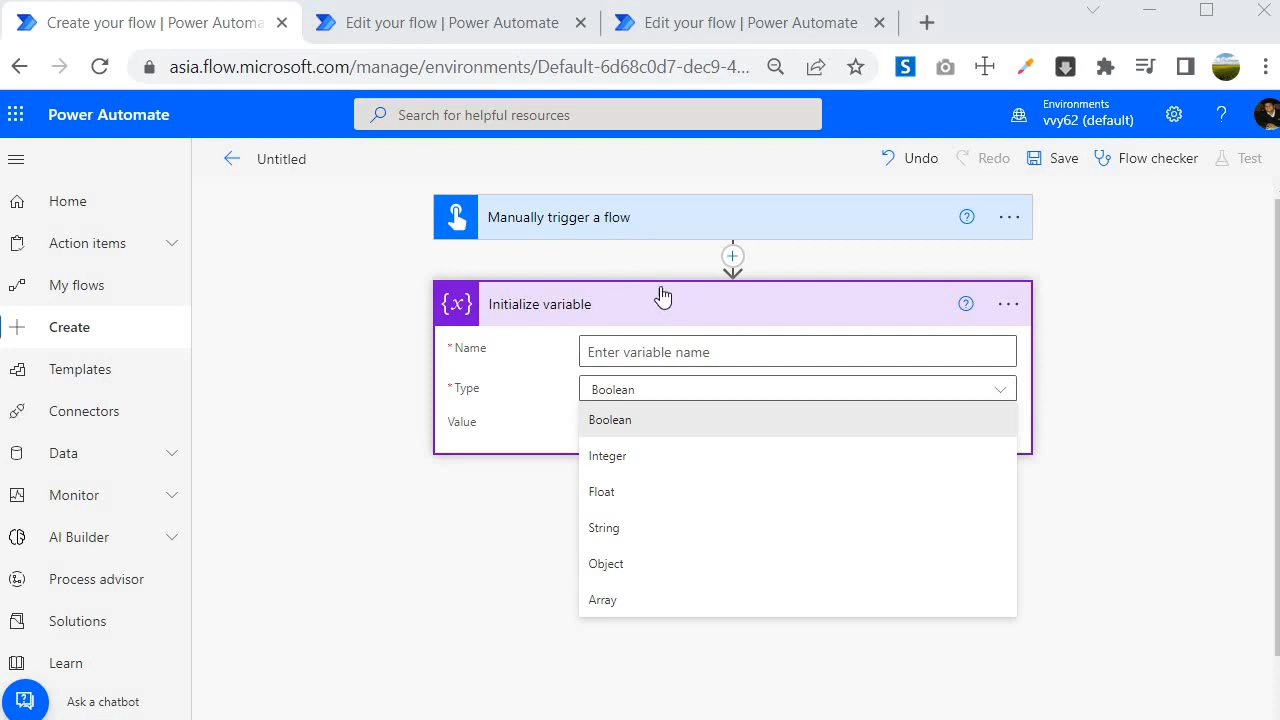 Create your flow | Power Automa
Edit your flow | Power Automate
Edit your flow | Power Automate
asia.flow.microsoft.com/manage/environments/Default-6d68c0d7-dec9-4...
S
Power Automate
Search for helpful resources
Environments
vvy62 (default)
?
Untitled
Undo
Redo
Save
Flow checker
Test
Home
Action items
My flows
Create
Templates
Connectors
Data
Monitor
AI Builder
Process advisor
Solutions
Learn
Ask a chatbot
Manually trigger a flow
?
{x} Initialize variable
?
* Name
Enter variable name
* Type
Boolean
Value
Boolean
Integer
Float
String
Object
Array